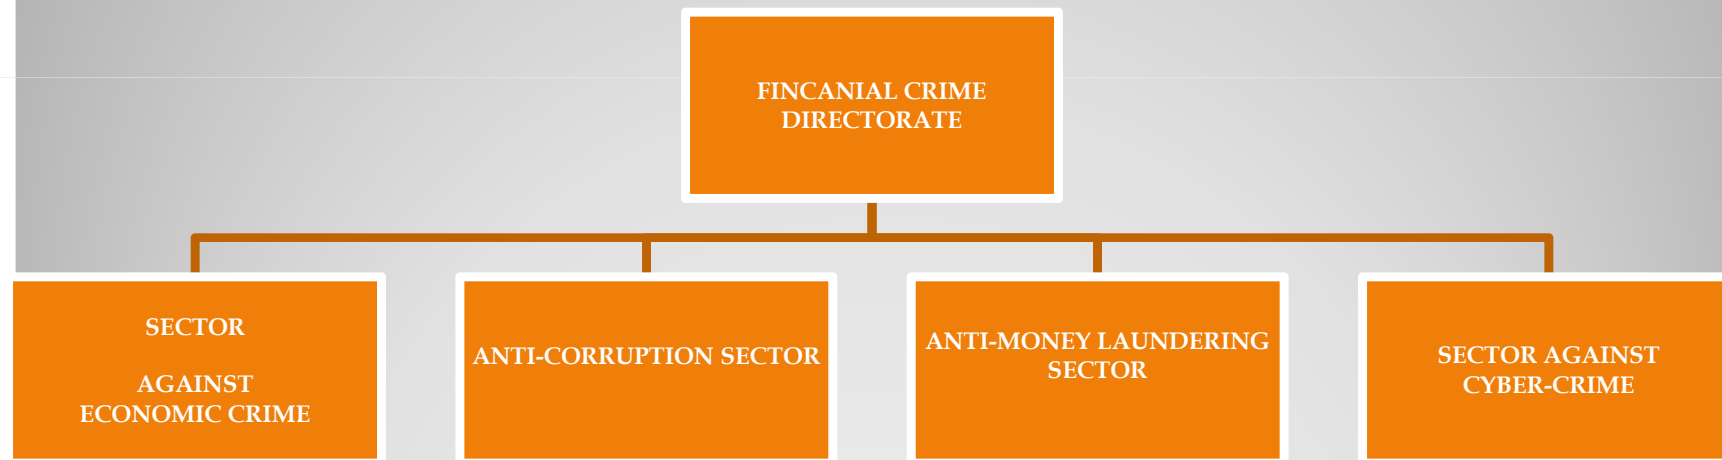 FINCANIAL CRIME
DIRECTORATE
SECTOR
AGAINST
ECONOMIC CRIME
ANTI-CORRUPTION SECTOR
ANTI-MONEY LAUNDERING
SECTOR
SECTOR AGAINST
CYBER-CRIME